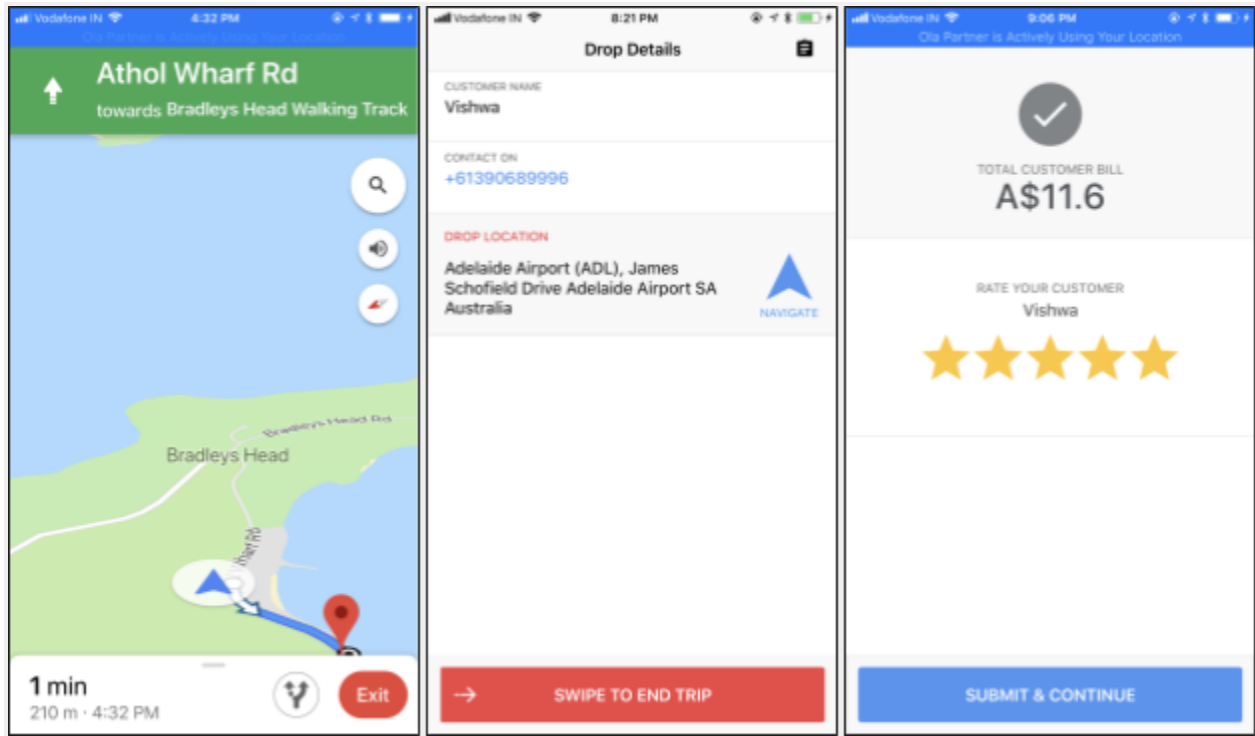 Vodafone IN 4:32 PM
Ola Partner is Actively Using Your Location
Athol Wharf Rd
towards Bradleys Head Walking Track
Bradleys Head Rd
Bradleys Head
Wharf Rd
1 min
210 m · 4:32 PM
Exit
Vodafone IN 8:21 PM
Drop Details
CUSTOMER NAME
Vishwa
CONTACT ON
+61390689996
DROP LOCATION
Adelaide Airport (ADL), James
Schofield Drive Adelaide Airport SA
Australia
NAVIGATE
SWIPE TO END TRIP
Vodafone IN 9:06 PM
Ola Partner is Actively Using Your Location
TOTAL CUSTOMER BILL
A$11.6
RATE YOUR CUSTOMER
Vishwa
SUBMIT & CONTINUE